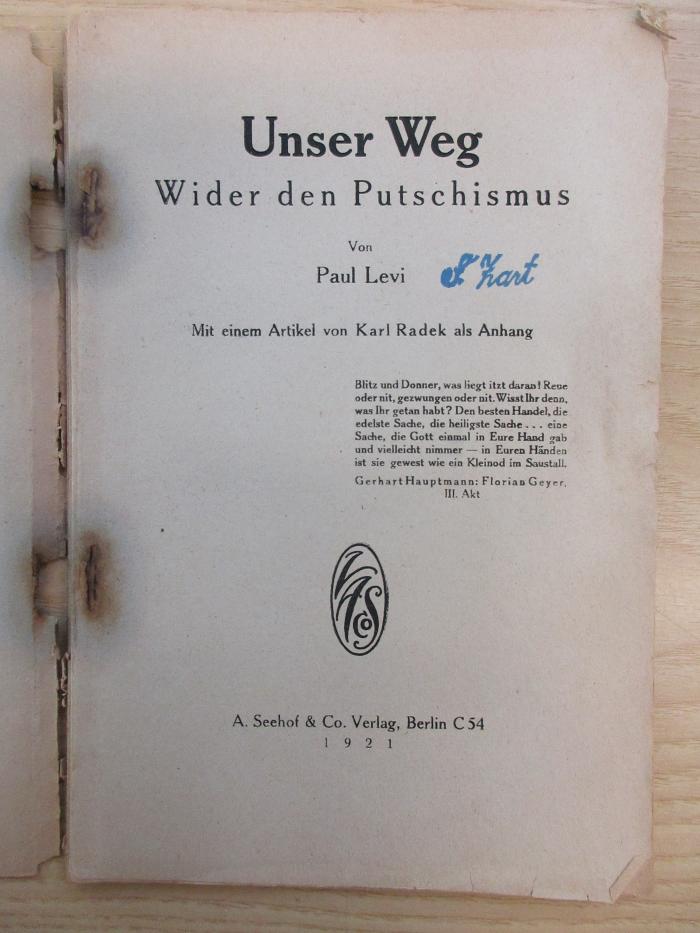 Unser Weg
Wider den Putschismus
Von
Paul Levi
Mit einem Artikel von Karl Radek als Anhang
Blitz und Donner, was liegt itzt daran! Reue
oder nit, gezwungen oder nit. Wisst Ihr denn,
was Ihr getan habt? Den besten Handel, die
edelste Sache, die heiligste Sache . . . eine
Sache, die Gott einmal in Eure Hand gab
und vielleicht nimmer — in Euren Händen
ist sie gewest wie ein Kleinod im Saustall.
Gerhart Hauptmann: Florian Geyer,
III. Akt
A. Seehof & Co. Verlag, Berlin C 54
1921